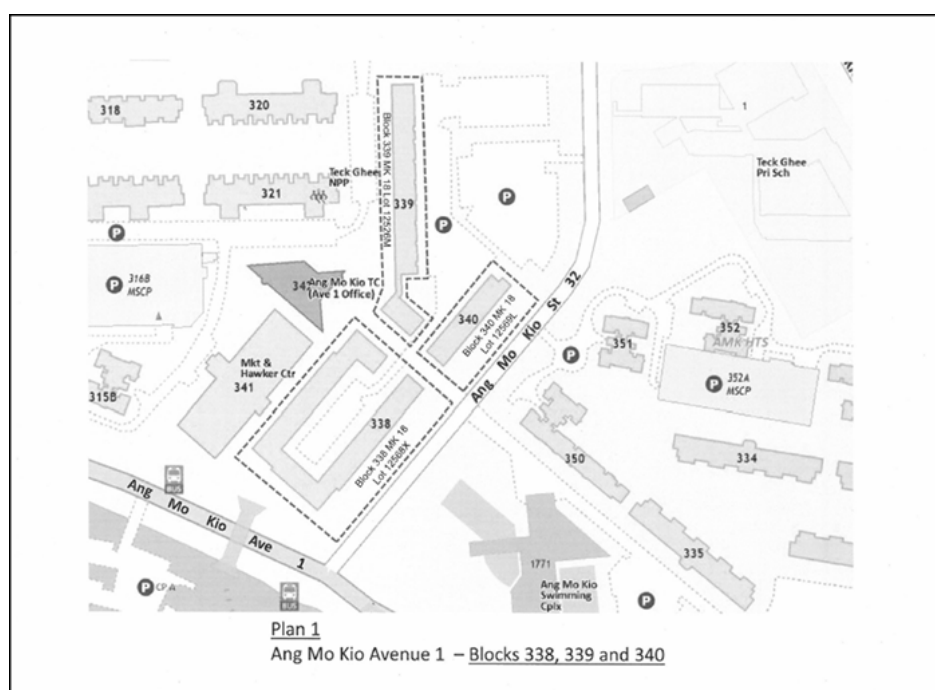 318
320
1
Teck Ghee
NPP
321
Block 339 MK 18 Lot 12526M
339
Teck Ghee
Pri Sch
P
P
P
P
316B
MSCP
Ang Mo Kio TC
(Ave 1 Office)
Ang Mo Kio St 32
340
Block 340 MK 18
Lot 12569L
351
352
AMK HTS
P
P
352A
MSCP
Mkt &
Hawker Ctr
341
315B
338
Block 338 MK 18
Lot 12568X
350
334
BUS
Ang Mo Kio Ave 1
335
1771
P CP A
BUS
Ang Mo Kio
Swimming
Cplx
P
Plan 1
Ang Mo Kio Avenue 1 – Blocks 338, 339 and 340